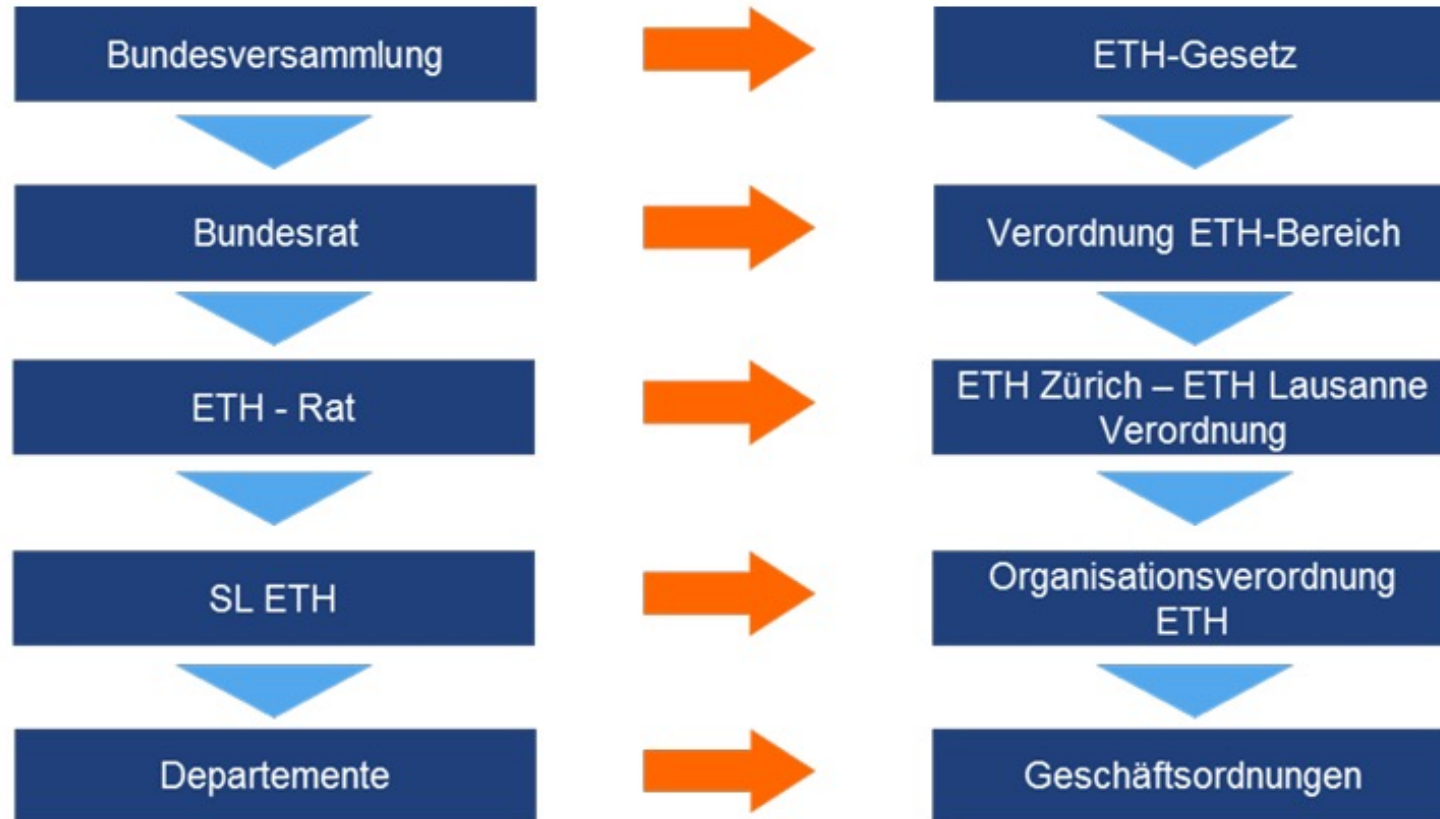 Bundesversammlung
ETH-Gesetz
Bundesrat
Verordnung ETH-Bereich
ETH - Rat
ETH Zürich – ETH Lausanne
Verordnung
SL ETH
Organisationsverordnung
ETH
Departemente
Geschäftsordnungen